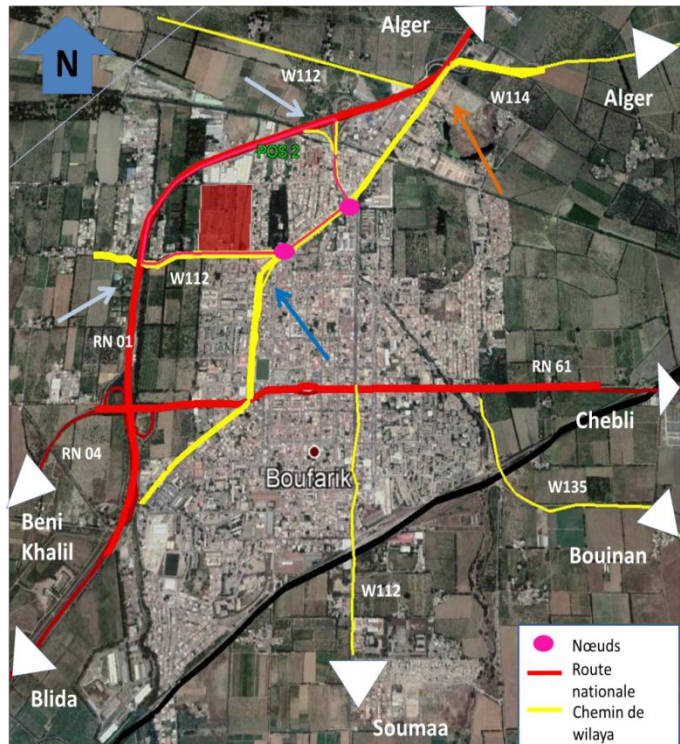 Alger
N
W112
W114
Alger
POS 2
W112
RN 01
RN 61
Chebli
RN 04
Boufarik
W135
Beni
Khalil
Bouinan
W112
Blida
Soumaa
Nœuds
Route
nationale
Chemin de
wilaya